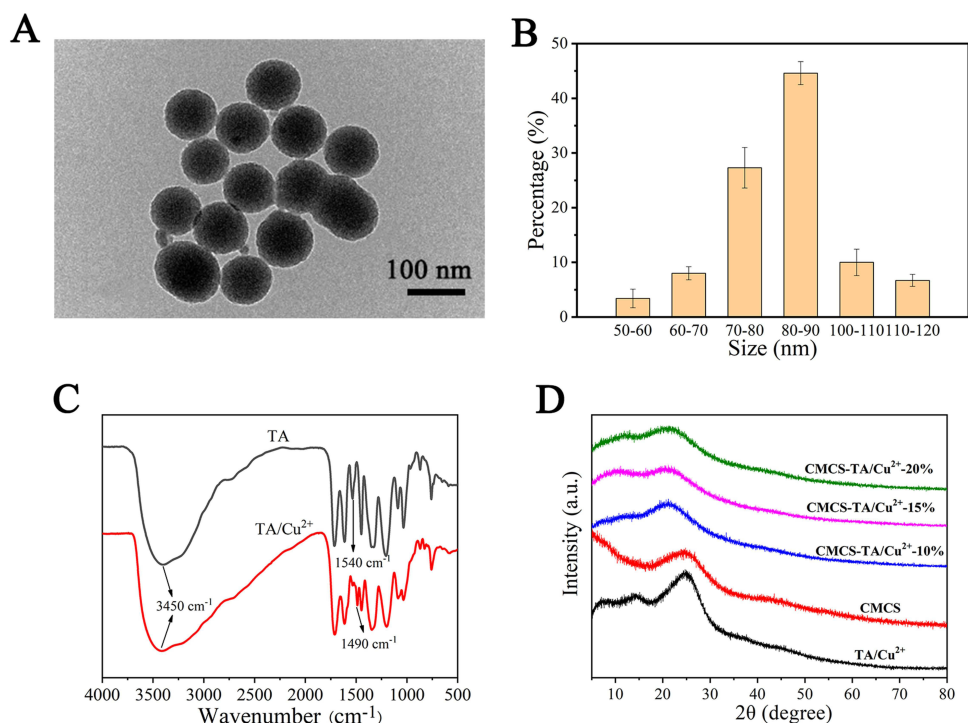 A
100 nm
B
Percentage (%)
50
40
30
20
10
0
50-60 60-70 70-80 80-90 100-110 110-120
Size (nm)
C
TA
TA/Cu²⁺
1540 cm⁻¹
3450 cm⁻¹
1490 cm⁻¹
4000 3500 3000 2500 2000 1500 1000 500
Wavenumber (cm⁻¹)
D
Intensity (a.u.)
CMCS-TA/Cu²⁺-20%
CMCS-TA/Cu²⁺-15%
CMCS-TA/Cu²⁺-10%
CMCS
TA/Cu²⁺
10 20 30 40 50 60 70 80
2θ (degree)